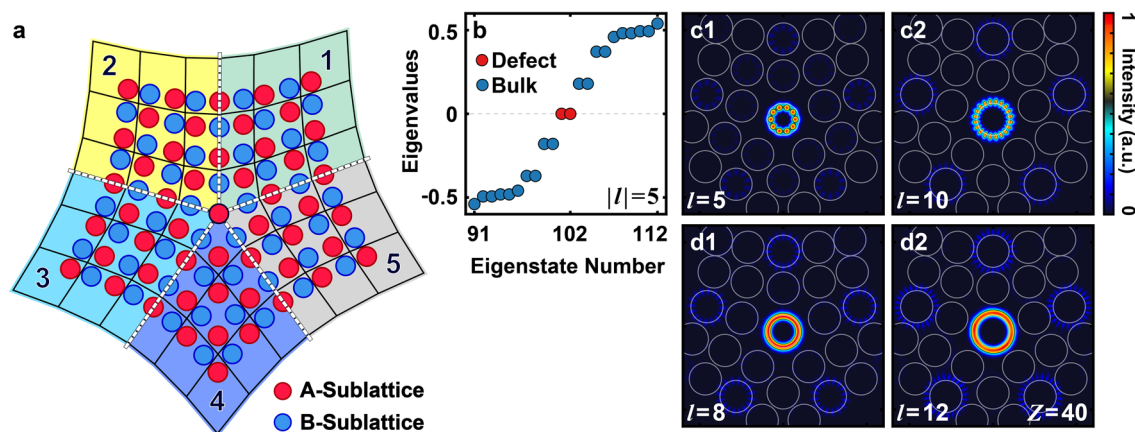 a
1
2
3
4
5
A-Sublattice
B-Sublattice
b
Eigenvalues
0.5
0
-0.5
Defect
Bulk
|l|=5
91
102
112
Eigenstate Number
c1
l=5
c2
l=10
d1
l=8
d2
l=12
Z=40
1
Intensity (a.u.)
0